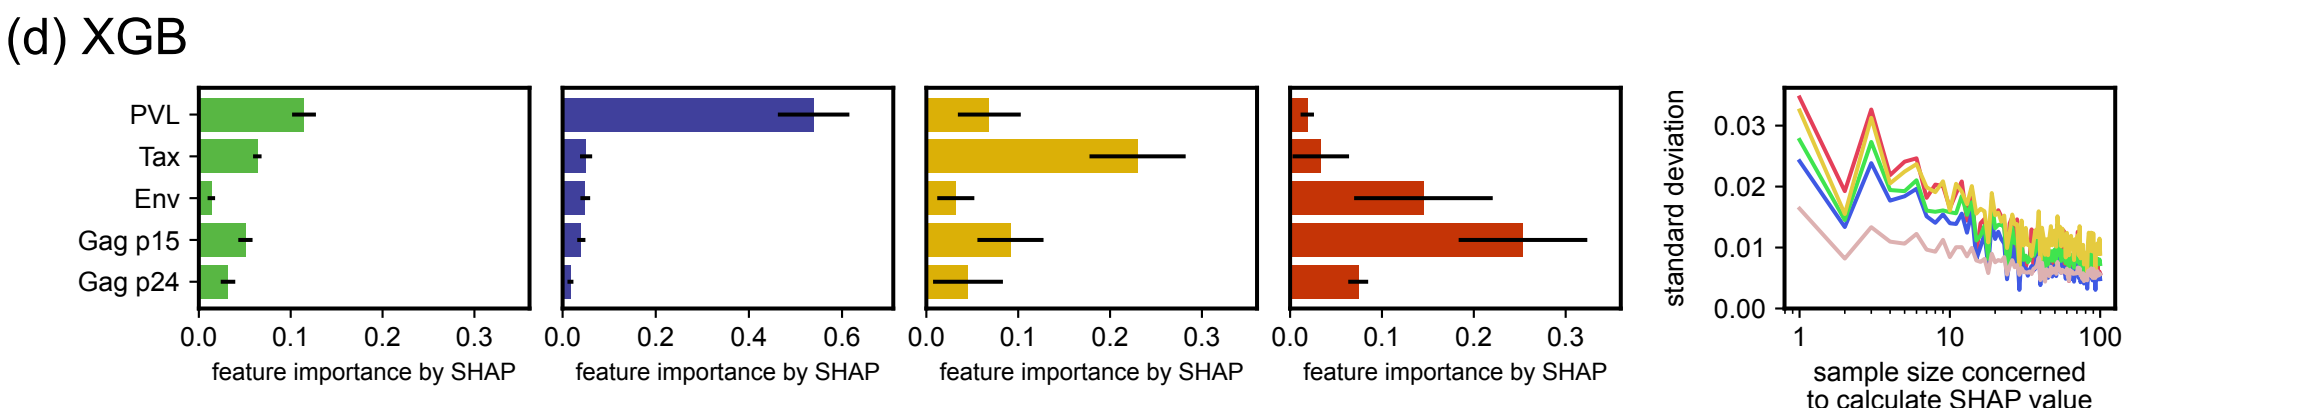 (d) XGB
PVL
Tax
Env
Gag p15
Gag p24
0.0 0.1 0.2 0.3
feature importance by SHAP
0.0 0.2 0.4 0.6
feature importance by SHAP
0.0 0.1 0.2 0.3
feature importance by SHAP
0.0 0.1 0.2 0.3
feature importance by SHAP
standard deviation
0.03
0.02
0.01
0.00
1 10 100
sample size concerned
to calculate SHAP value